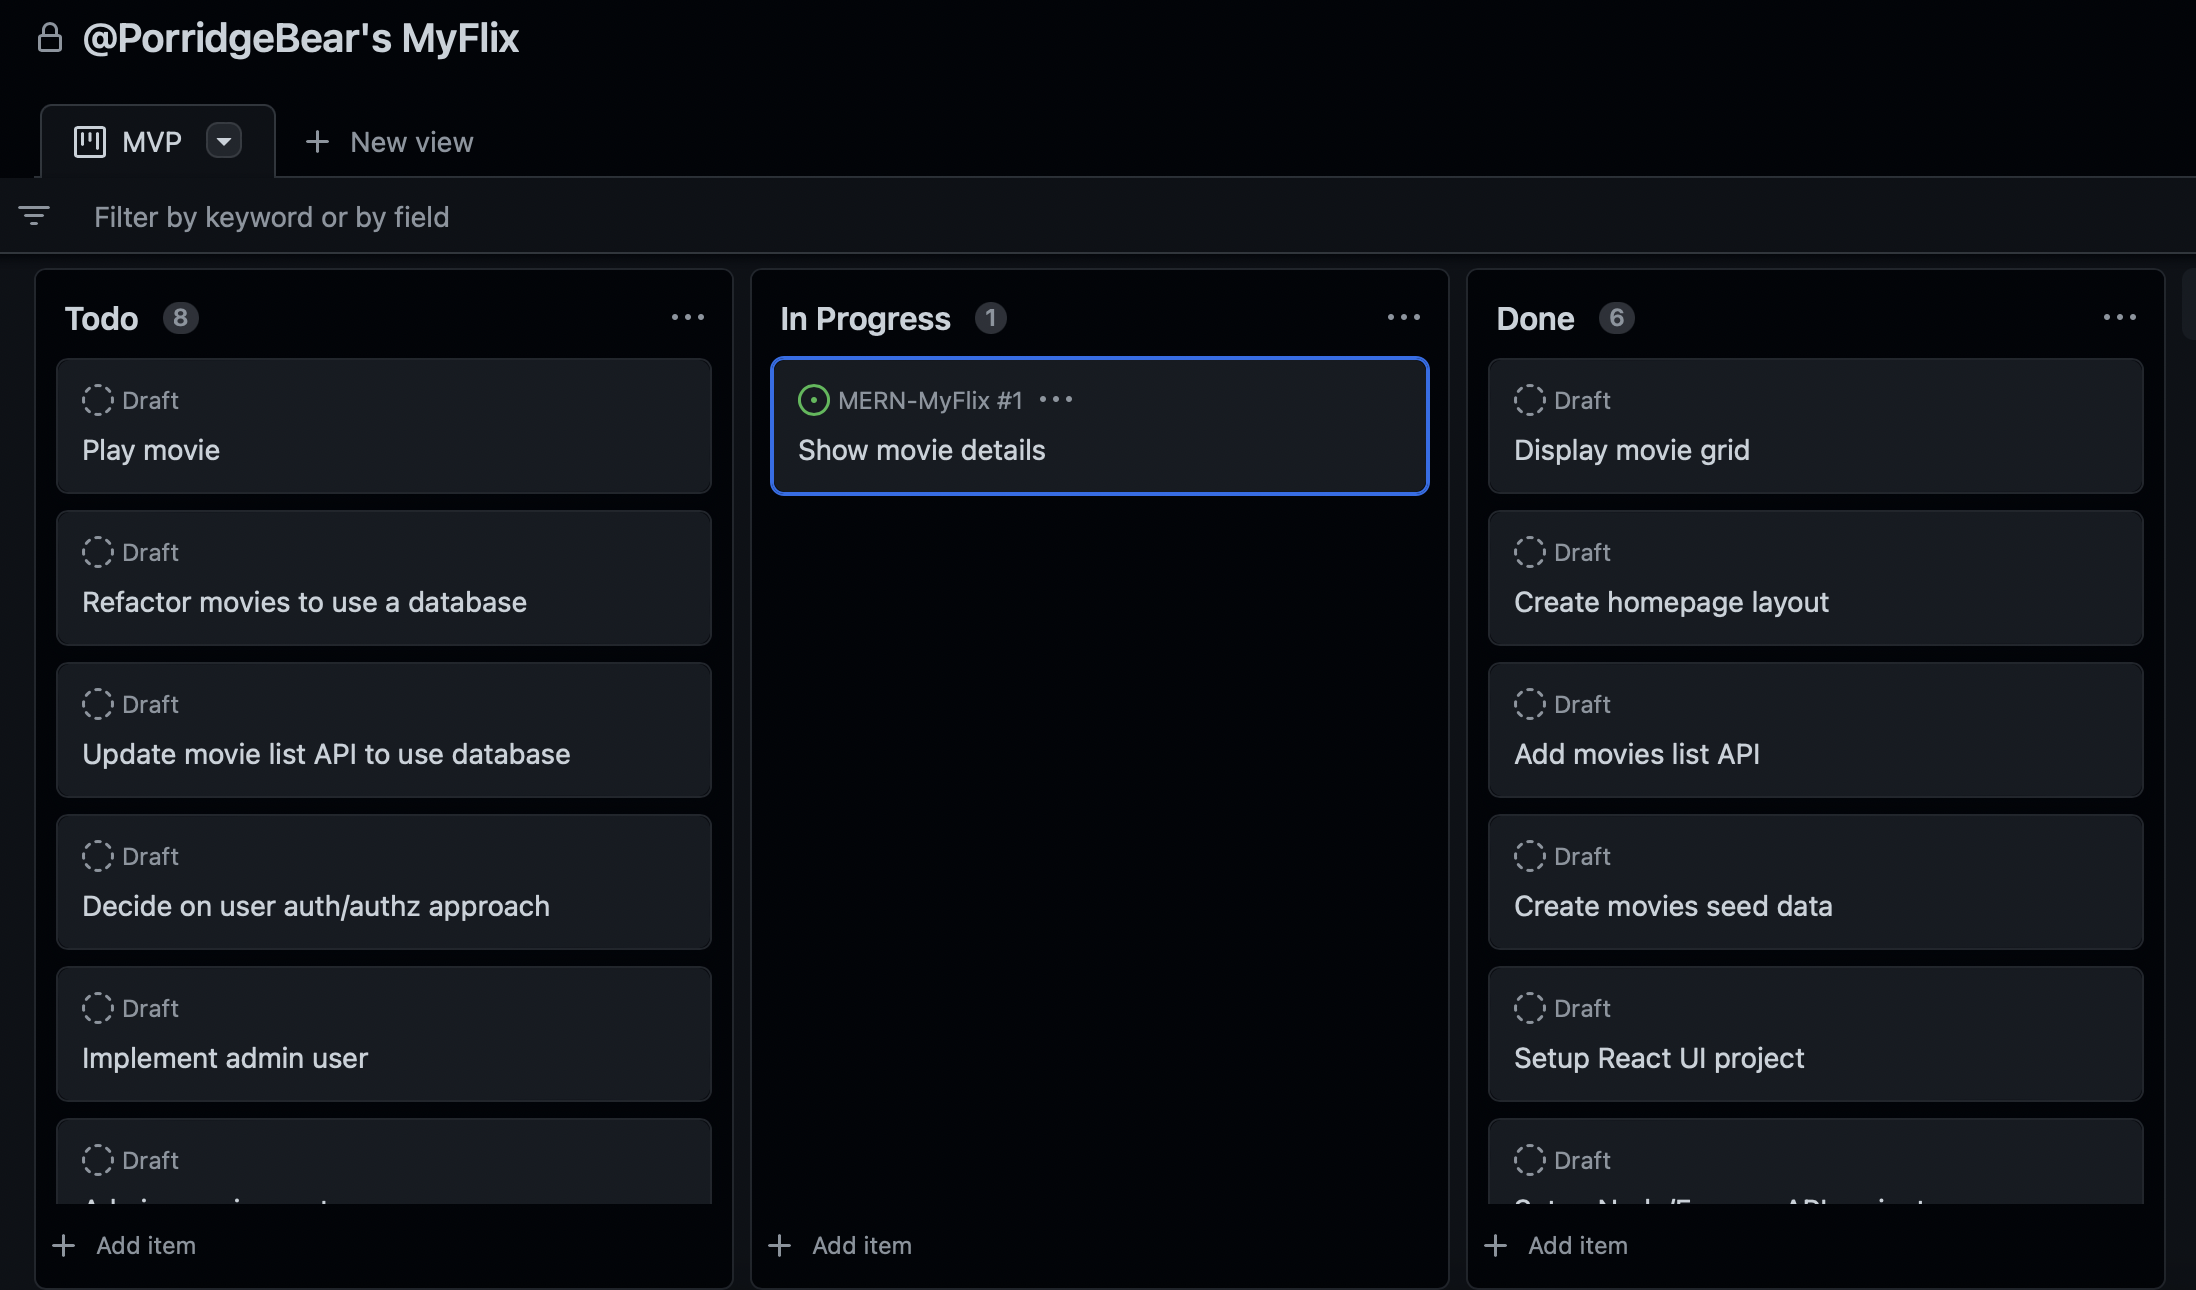 @PorridgeBear's MyFlix
MVP
New view
Filter by keyword or by field
Todo 8
Draft
Play movie
Draft
Refactor movies to use a database
Draft
Update movie list API to use database
Draft
Decide on user auth/authz approach
Draft
Implement admin user
Draft
Add item
In Progress 1
MERN-MyFlix #1
Show movie details
Add item
Done 6
Draft
Display movie grid
Draft
Create homepage layout
Draft
Add movies list API
Draft
Create movies seed data
Draft
Setup React UI project
Draft
Add item